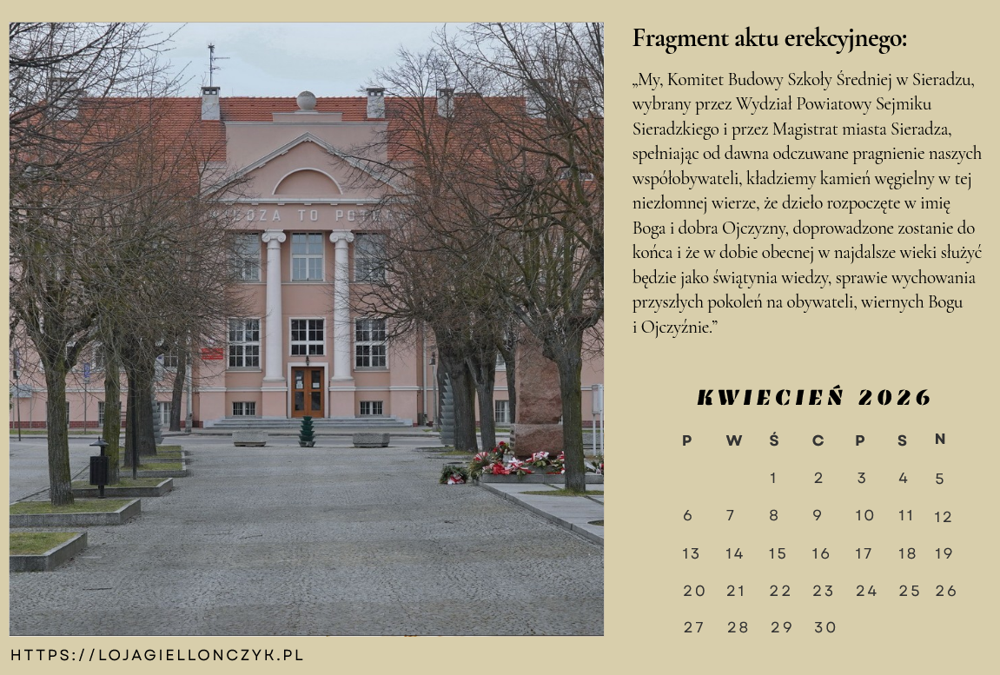 Fragment aktu erekcyjnego:
„My, Komitet Budowy Szkoły Średniej w Sieradzu,
wybrany przez Wydział Powiatowy Sejmiku
Sieradzkiego i przez Magistrat miasta Sieradza,
spełniając od dawna odczuwane pragnienie naszych
współobywateli, kładziemy kamień węgielny w tej
niezłomnej wierze, że dzieło rozpoczęte w imię
Boga i dobra Ojczyzny, doprowadzone zostanie do
końca i że w dobie obecnej w najdalsze wieki służyć
będzie jako świątynia wiedzy, sprawie wychowania
przyszłych pokoleń na obywateli, wiernych Bogu
i Ojczyźnie.”
KWIECIEŃ 2026
P W Ś C P S N
1 2 3 4 5
6 7 8 9 10 11 12
13 14 15 16 17 18 19
20 21 22 23 24 25 26
27 28 29 30
TO
HTTPS://LOJAGIELLONCZYK.PL